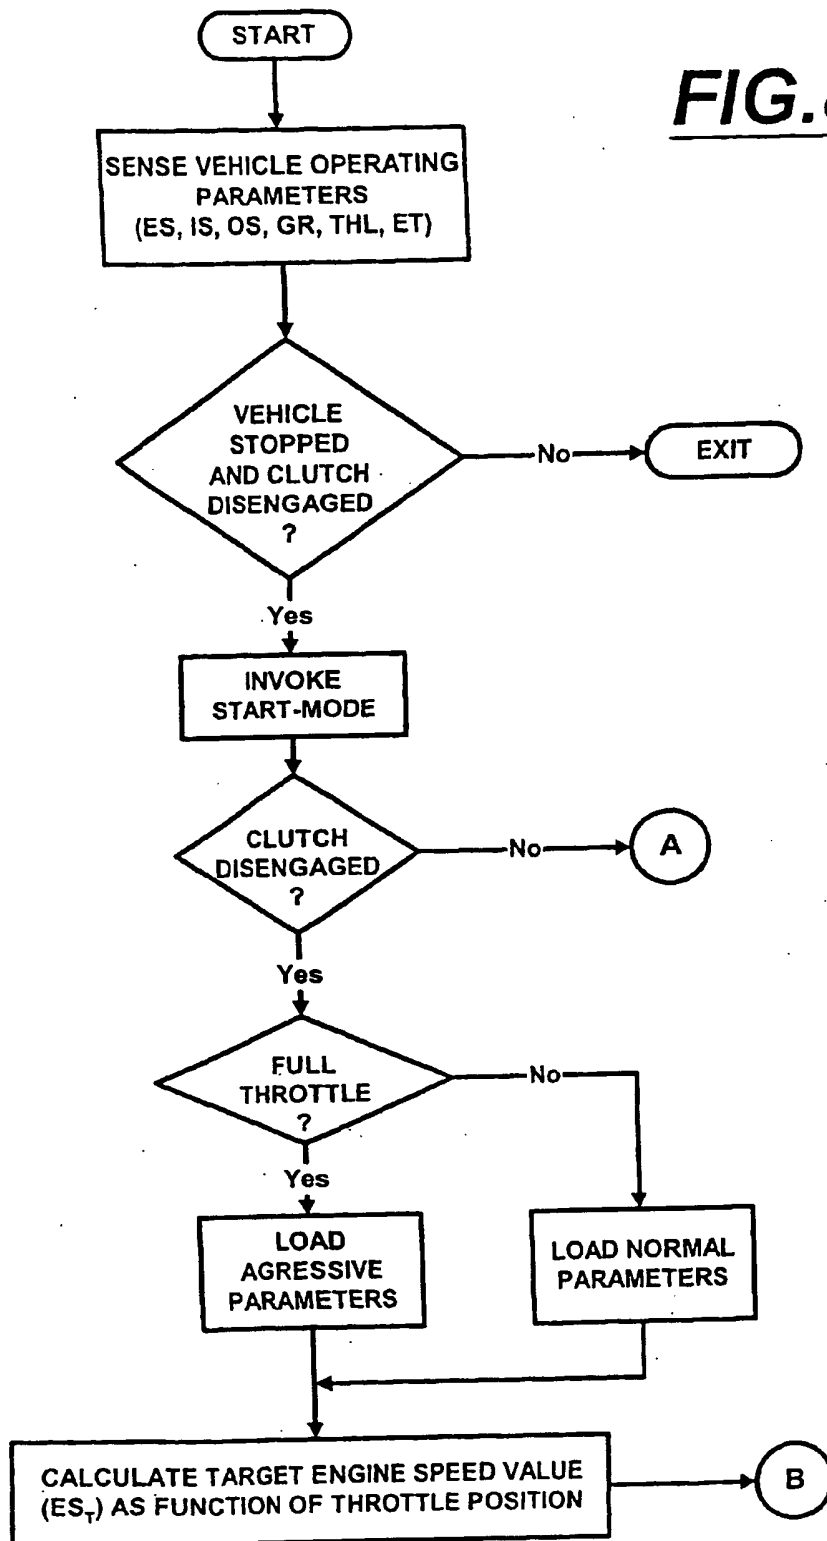 START
FIG.
SENSE VEHICLE OPERATING
PARAMETERS
(ES, IS, OS, GR, THL, ET)
VEHICLE
STOPPED
AND CLUTCH
DISENGAGED
?
No
EXIT
Yes
INVOKE
START-MODE
CLUTCH
DISENGAGED
?
No
A
Yes
FULL
THROTTLE
?
No
Yes
LOAD
AGRESSIVE
PARAMETERS
LOAD NORMAL
PARAMETERS
CALCULATE TARGET ENGINE SPEED VALUE
(ES_T) AS FUNCTION OF THROTTLE POSITION
B